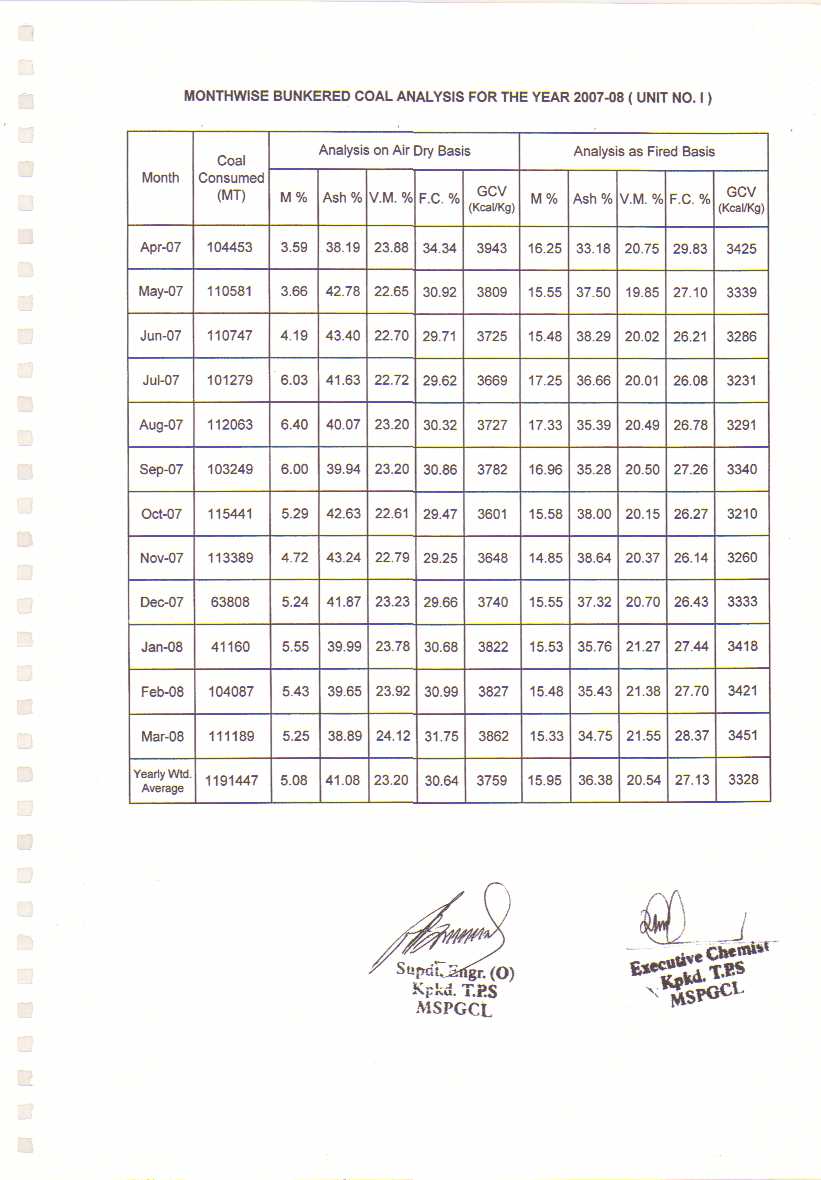 MONTHWISE BUNKERED COAL ANALYSIS FOR THE YEAR 2007-08 ( UNIT NO. I )
Month Coal Consumed (MT) Analysis on Air Dry Basis Analysis as Fired Basis
M % Ash % V.M. % F.C. % GCV (Kcal/Kg) M % Ash % V.M. % F.C. % GCV (Kcal/Kg)
Apr-07 104453 3.59 38.19 23.88 34.34 3943 16.25 33.18 20.75 29.83 3425
May-07 110581 3.66 42.78 22.65 30.92 3809 15.55 37.50 19.85 27.10 3339
Jun-07 110747 4.19 43.40 22.70 29.71 3725 15.48 38.29 20.02 26.21 3286
Jul-07 101279 6.03 41.63 22.72 29.62 3669 17.25 36.66 20.01 26.08 3231
Aug-07 112063 6.40 40.07 23.20 30.32 3727 17.33 35.39 20.49 26.78 3291
Sep-07 103249 6.00 39.94 23.20 30.86 3782 16.96 35.28 20.50 27.26 3340
Oct-07 115441 5.29 42.63 22.61 29.47 3601 15.58 38.00 20.15 26.27 3210
Nov-07 113389 4.72 43.24 22.79 29.25 3648 14.85 38.64 20.37 26.14 3260
Dec-07 63808 5.24 41.87 23.23 29.66 3740 15.55 37.32 20.70 26.43 3333
Jan-08 41160 5.55 39.99 23.78 30.68 3822 15.53 35.76 21.27 27.44 3418
Feb-08 104087 5.43 39.65 23.92 30.99 3827 15.48 35.43 21.38 27.70 3421
Mar-08 111189 5.25 38.89 24.12 31.75 3862 15.33 34.75 21.55 28.37 3451
Yearly Wtd. Average 1191447 5.08 41.08 23.20 30.64 3759 15.95 36.38 20.54 27.13 3328
Supdt. Engr. (O)
Kpkd. T.P.S
MSPGCL
Executive Chemist
Kpkd. T.P.S
MSPGCL